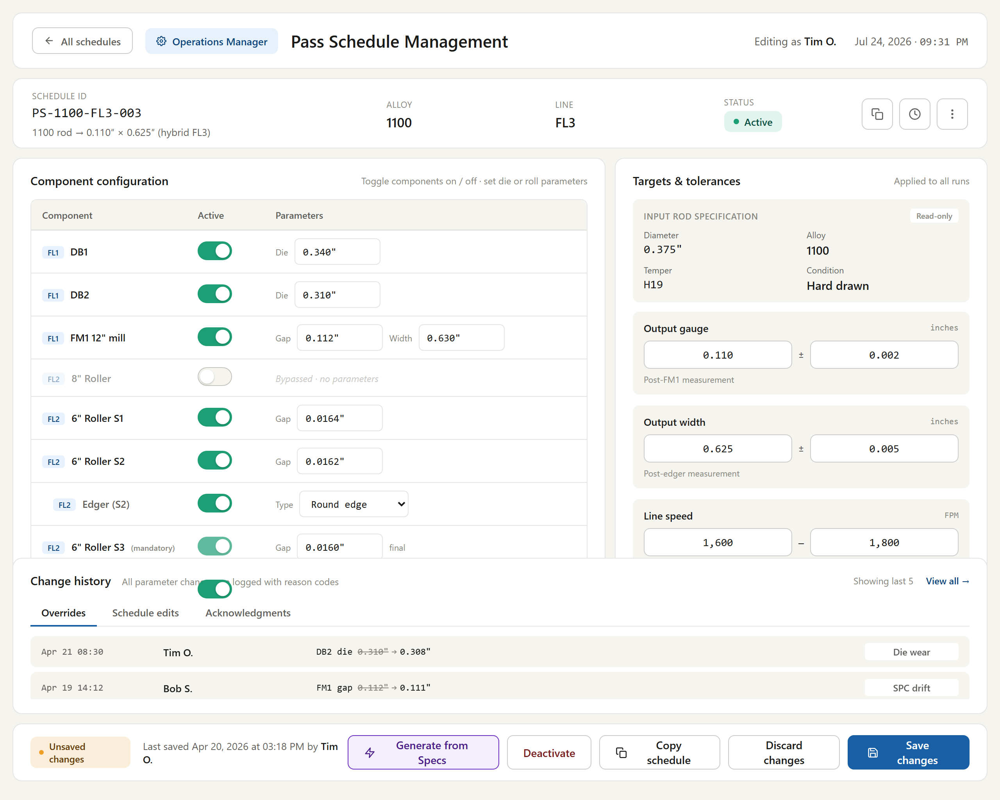 All schedules
Operations Manager
Pass Schedule Management
Editing as Tim O.
Jul 24, 2026 · 09:31 PM
SCHEDULE ID
PS-1100-FL3-003
1100 rod → 0.110″ × 0.625″ (hybrid FL3)
ALLOY
1100
LINE
FL3
STATUS
Active
Component configuration
Toggle components on / off · set die or roll parameters
Component Active Parameters
FL1 DB1 Die 0.340"
FL1 DB2 Die 0.310"
FL1 FM1 12" mill Gap 0.112" Width 0.630"
FL2 8" Roller Bypassed · no parameters
FL2 6" Roller S1 Gap 0.0164"
FL2 6" Roller S2 Gap 0.0162"
FL2 Edger (S2) Type Round edge
FL2 6" Roller S3 (mandatory) Gap 0.0160" final
Targets & tolerances
Applied to all runs
INPUT ROD SPECIFICATION
Read-only
Diameter
0.375"
Alloy
1100
Temper
H19
Condition
Hard drawn
Output gauge inches
0.110 ± 0.002
Post-FM1 measurement
Output width inches
0.625 ± 0.005
Post-edger measurement
Line speed FPM
1,600 – 1,800
Change history
All parameter logged with reason codes
Showing last 5
View all →
Overrides Schedule edits Acknowledgments
Apr 21 08:30 Tim O. DB2 die 0.310" → 0.308" Die wear
Apr 19 14:12 Bob S. FM1 gap 0.112" → 0.111" SPC drift
Unsaved
changes
Last saved Apr 20, 2026 at 03:18 PM by Tim
O.
Generate from
Specs
Deactivate
Copy
schedule
Discard
changes
Save
changes